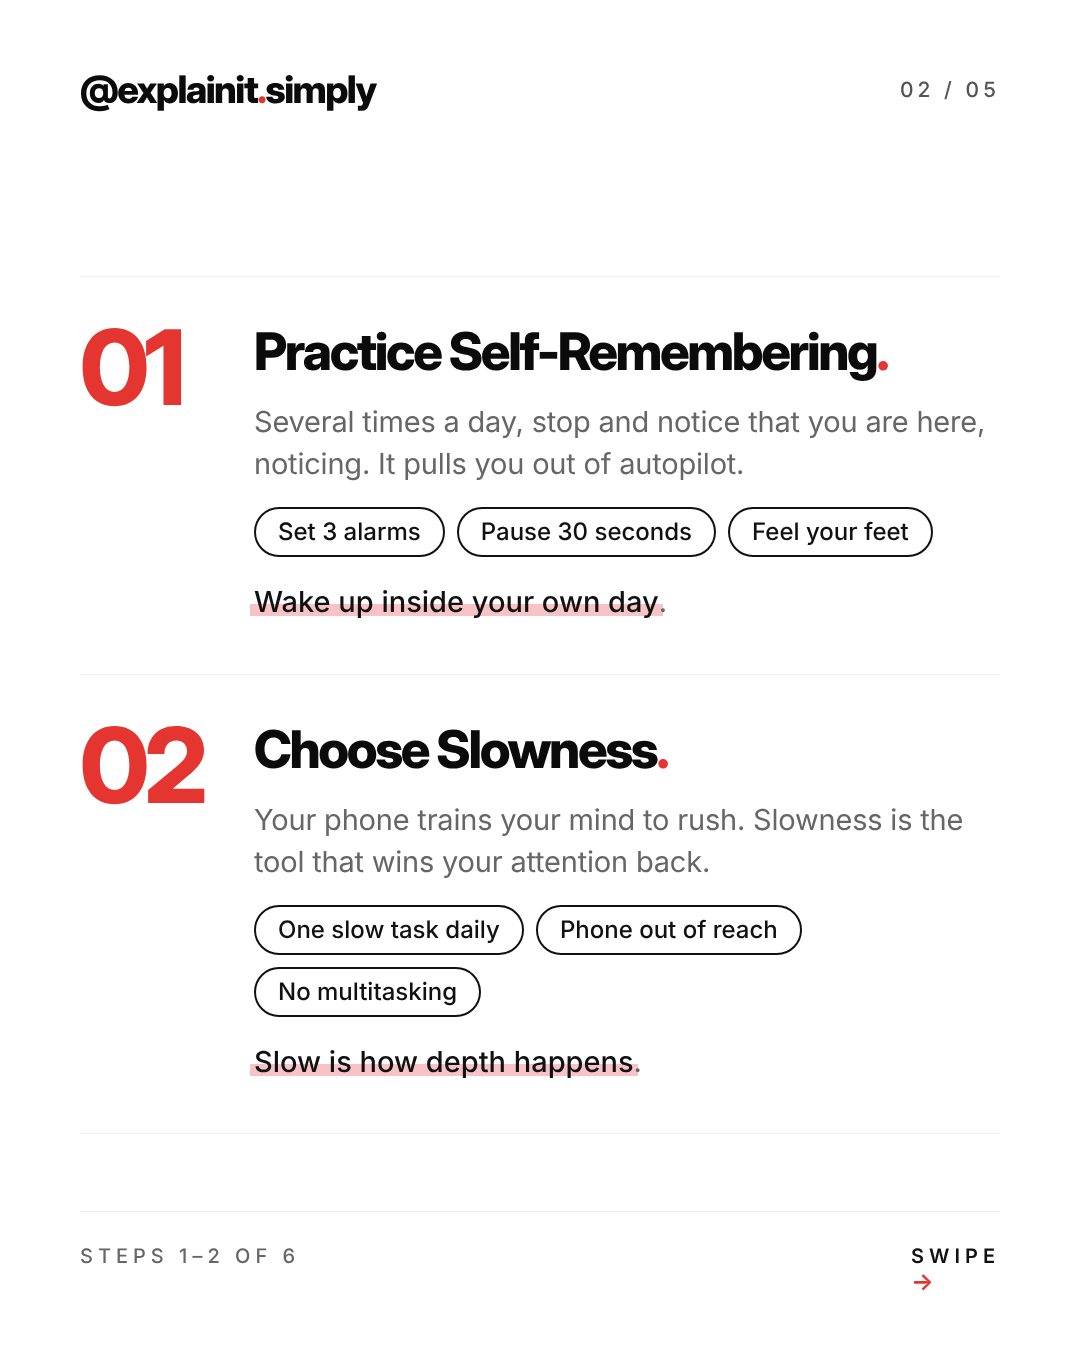 @explainit.simply
02 / 05
01
Practice Self-Remembering.
Several times a day, stop and notice that you are here,
noticing. It pulls you out of autopilot.
Set 3 alarms
Pause 30 seconds
Feel your feet
Wake up inside your own day.
02
Choose Slowness.
Your phone trains your mind to rush. Slowness is the
tool that wins your attention back.
One slow task daily
Phone out of reach
No multitasking
Slow is how depth happens.
STEPS 1–2 OF 6
SWIPE
→